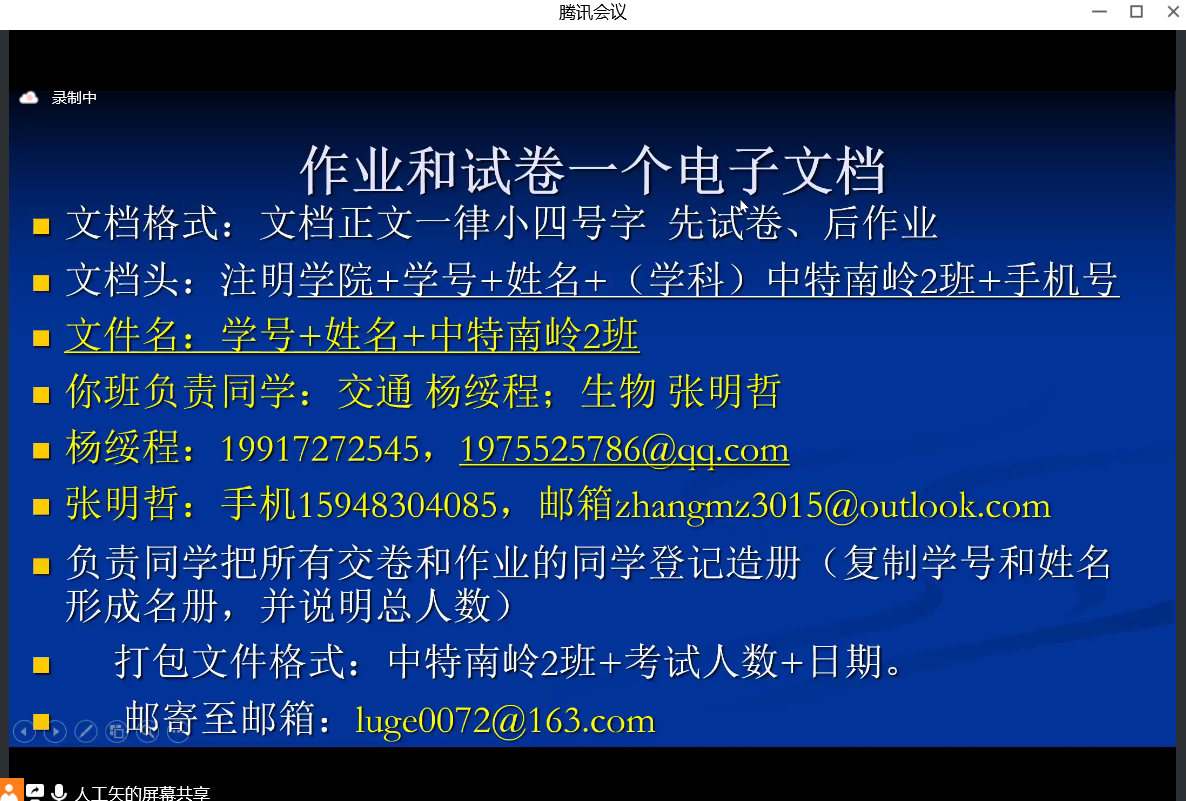 腾讯会议
录制中
作业和试卷一个电子文档
文档格式：文档正文一律小四号字 先试卷、后作业
文档头：注明学院+学号+姓名+（学科）中特南岭2班+手机号
文件名：学号+姓名+中特南岭2班
你班负责同学：交通 杨绥程；生物 张明哲
杨绥程：19917272545，1975525786@qq.com
张明哲：手机15948304085，邮箱zhangmz3015@outlook.com
负责同学把所有交卷和作业的同学登记造册（复制学号和姓名
形成名册，并说明总人数）
打包文件格式：中特南岭2班+考试人数+日期。
邮寄至邮箱：luge0072@163.com
人工矢的屏幕共享